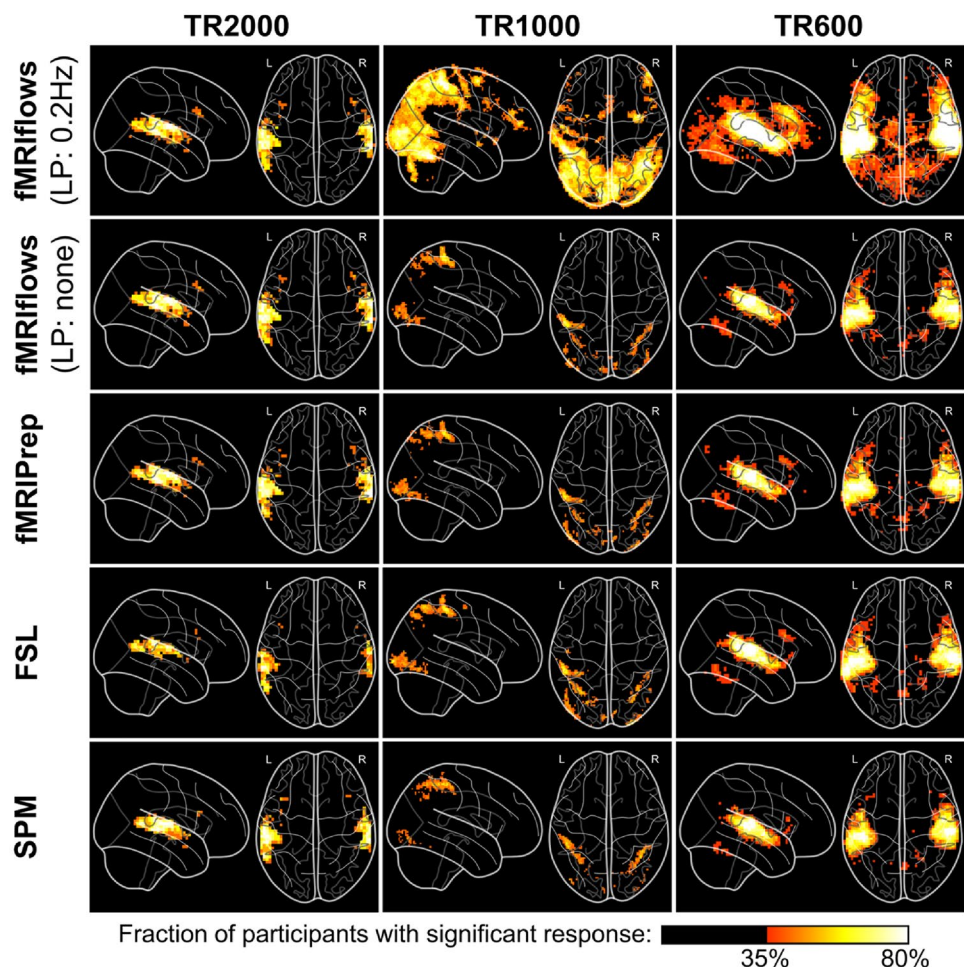 TR2000 TR1000 TR600
fMRIflows
(LP: 0.2Hz)
L R L R L R
fMRIflows
(LP: none)
L R L R L R
fMRIPrep
L R L R L R
FSL
L R L R L R
SPM
L R L R L R
Fraction of participants with significant response:
35% 80%